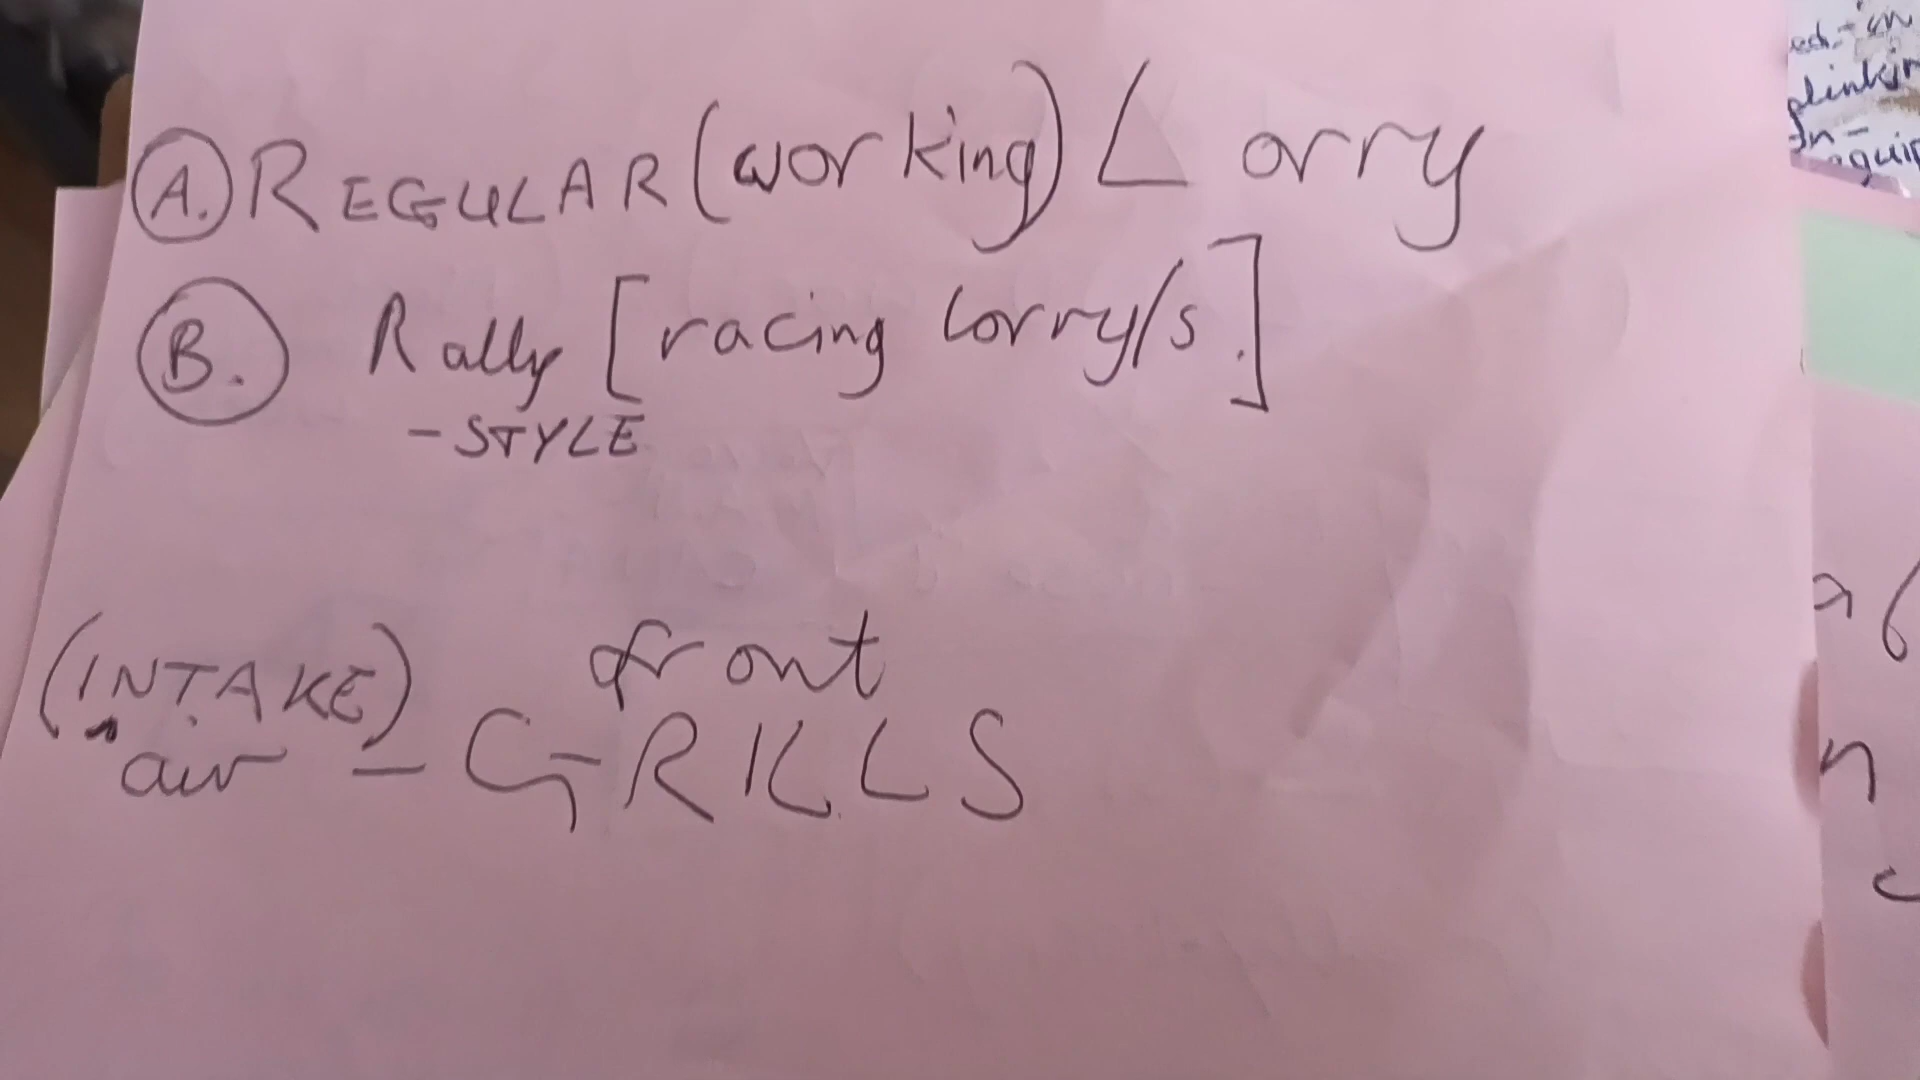 A. REGULAR (working) Lorry
B. Rally [racing lorry/s.]
-STYLE
(INTAKE) front
air - GRILLS